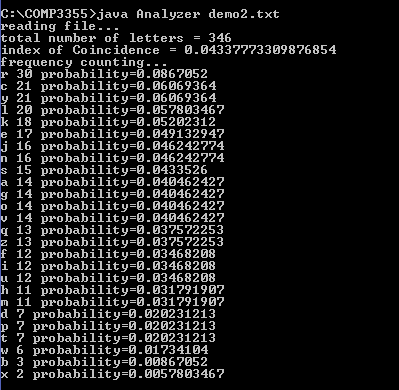 C:\COMP3355>java Analyzer demo2.txt
reading file...
total number of letters = 346
index of Coincidence = 0.04337773309876854
frequency counting...
r 30 probability=0.0867052
c 21 probability=0.06069364
y 21 probability=0.06069364
l 20 probability=0.057803467
k 18 probability=0.05202312
e 17 probability=0.049132947
j 16 probability=0.046242774
n 16 probability=0.046242774
s 15 probability=0.0433526
a 14 probability=0.040462427
g 14 probability=0.040462427
o 14 probability=0.040462427
v 14 probability=0.040462427
q 13 probability=0.037572253
z 13 probability=0.037572253
f 12 probability=0.03468208
i 12 probability=0.03468208
u 12 probability=0.03468208
h 11 probability=0.031791907
m 11 probability=0.031791907
d 7 probability=0.020231213
p 7 probability=0.020231213
t 7 probability=0.020231213
w 6 probability=0.01734104
b 3 probability=0.00867052
x 2 probability=0.0057803467